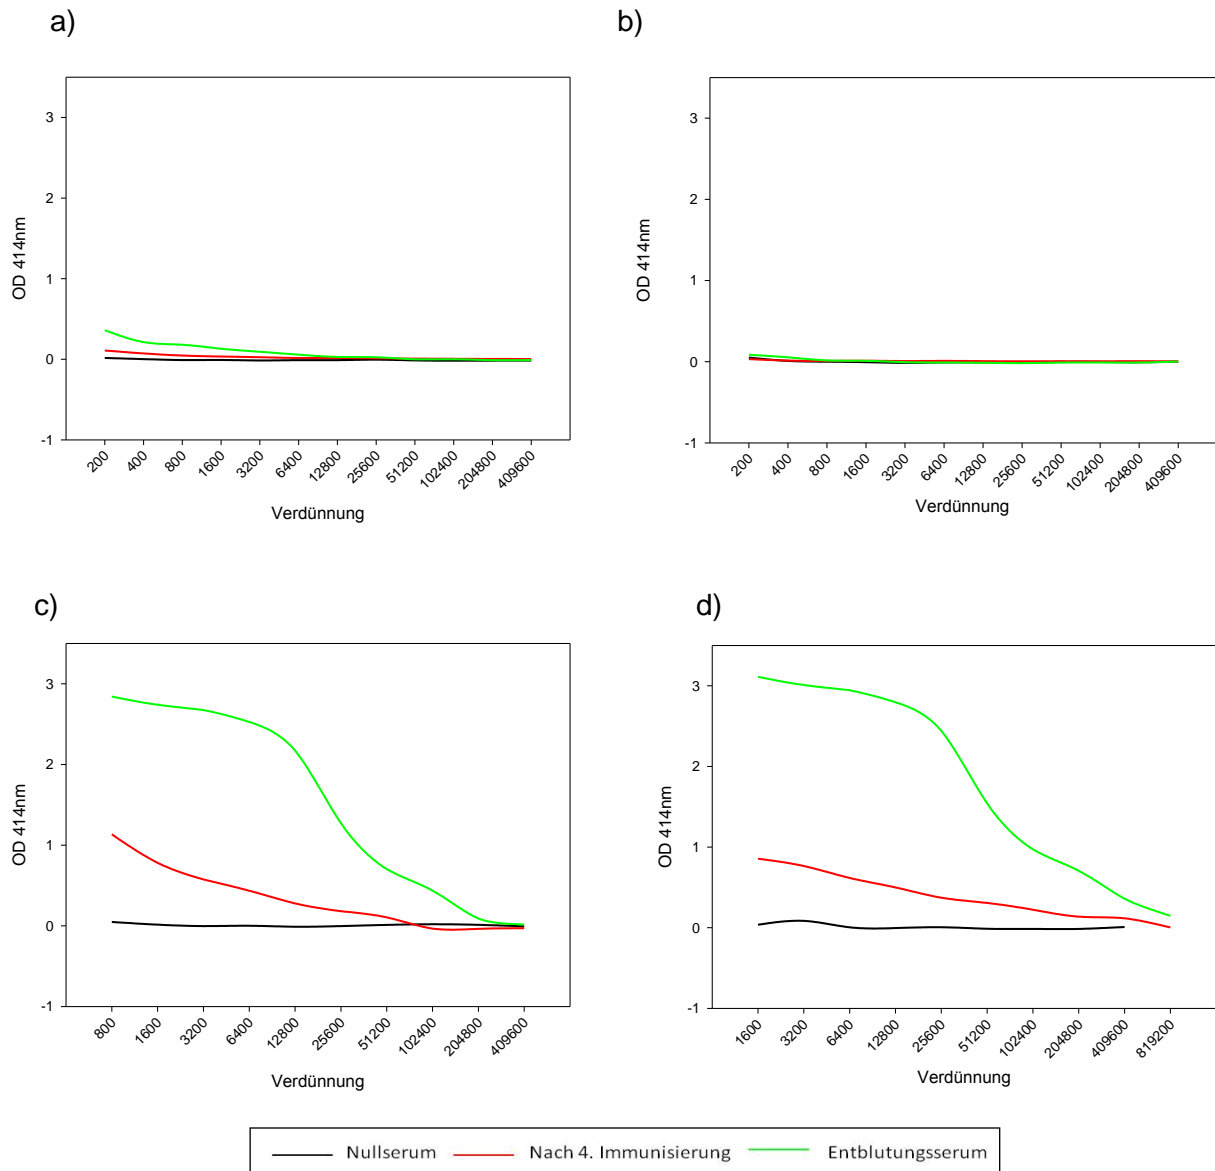 a)
3
2
1
0
-1
OD 414nm
200 400 800 1600 3200 6400 12800 25600 51200 102400 204800 409600
Verdünnung
b)
3
2
1
0
-1
OD 414nm
200 400 800 1600 3200 6400 12800 25600 51200 102400 204800 409600
Verdünnung
c)
3
2
1
0
-1
OD 414nm
800 1600 3200 6400 12800 25600 51200 102400 204800 409600
Verdünnung
d)
3
2
1
0
-1
OD 414nm
1600 3200 6400 12800 25600 51200 102400 204800 409600 819200
Verdünnung
Nullserum Nach 4. Immunisierung Entblutungsserum